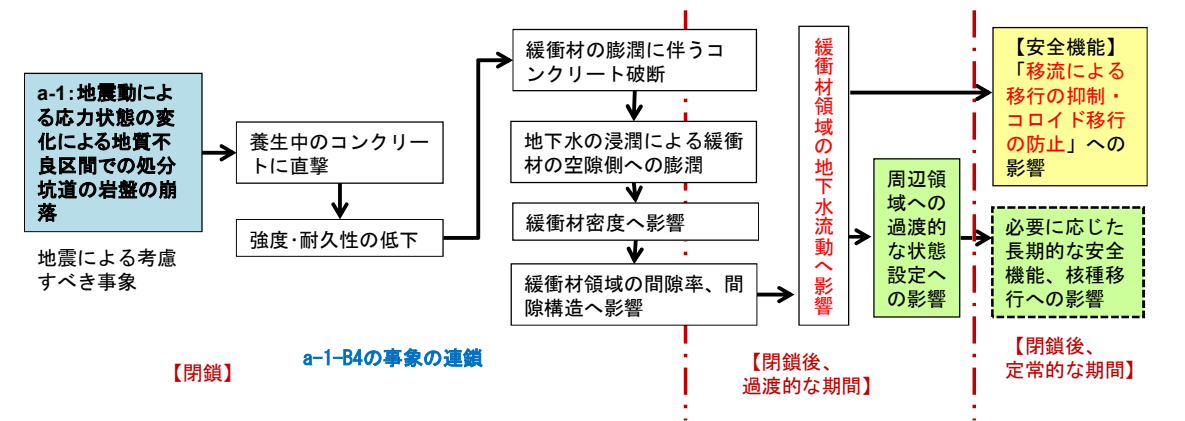 a-1：地震動によ
る応力状態の変
化による地質不
良区間での処分
坑道の岩盤の崩
落
地震による考慮
すべき事象
養生中のコンクリー
トに直撃
強度・耐久性の低下
緩衝材の膨潤に伴うコ
ンクリート破断
地下水の浸潤による緩衝
材の空隙側への膨潤
緩衝材密度へ影響
緩衝材領域の間隙率、間
隙構造へ影響
緩衝材領域の地下水流動へ影響
周辺領
域への
過渡的
な状態
設定へ
の影響
【安全機能】
「移流による
移行の抑制・
コロイド移行
の防止」への
影響
必要に応じた
長期的な安全
機能、核種移
行への影響
a-1-B4の事象の連鎖
【閉鎖】
【閉鎖後、
過渡的な期間】
【閉鎖後、
定常的な期間】